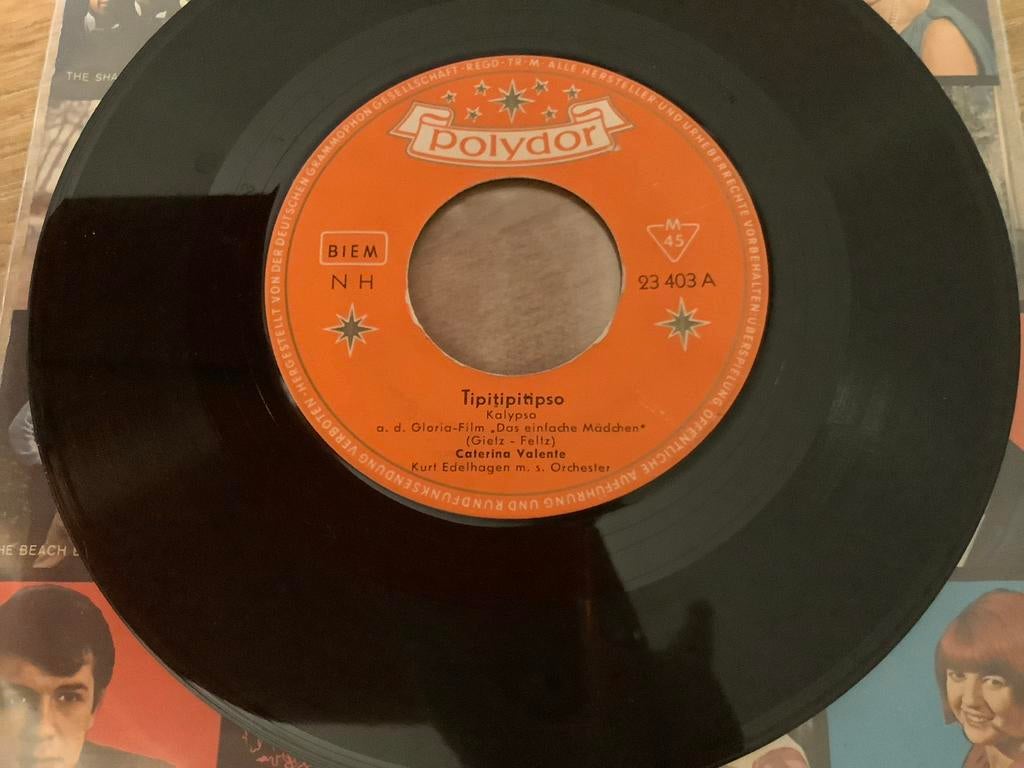 THE SHA
polydor
HERGESTELLT VON DER DEUTSCHEN GRAMMOPHON GESELLSCHAFT·REGD·TR·M·ALLE HERSTELLER-UND URHEBERRECHTE VORBEHALTEN ÜBERSPIELUNG ÖFFENTLICHE AUFFÜHRUNG UND RUNDFUNKSENDUNG VERBOTEN·
BIEM
N H
M
45
23 403 A
Tipitipitipso
Kalypso
a. d. Gloria-Film „Das einfache Mädchen"
(Gietz - Feltz)
Caterina Valente
Kurt Edelhagen m. s. Orchester
HE BEACH B